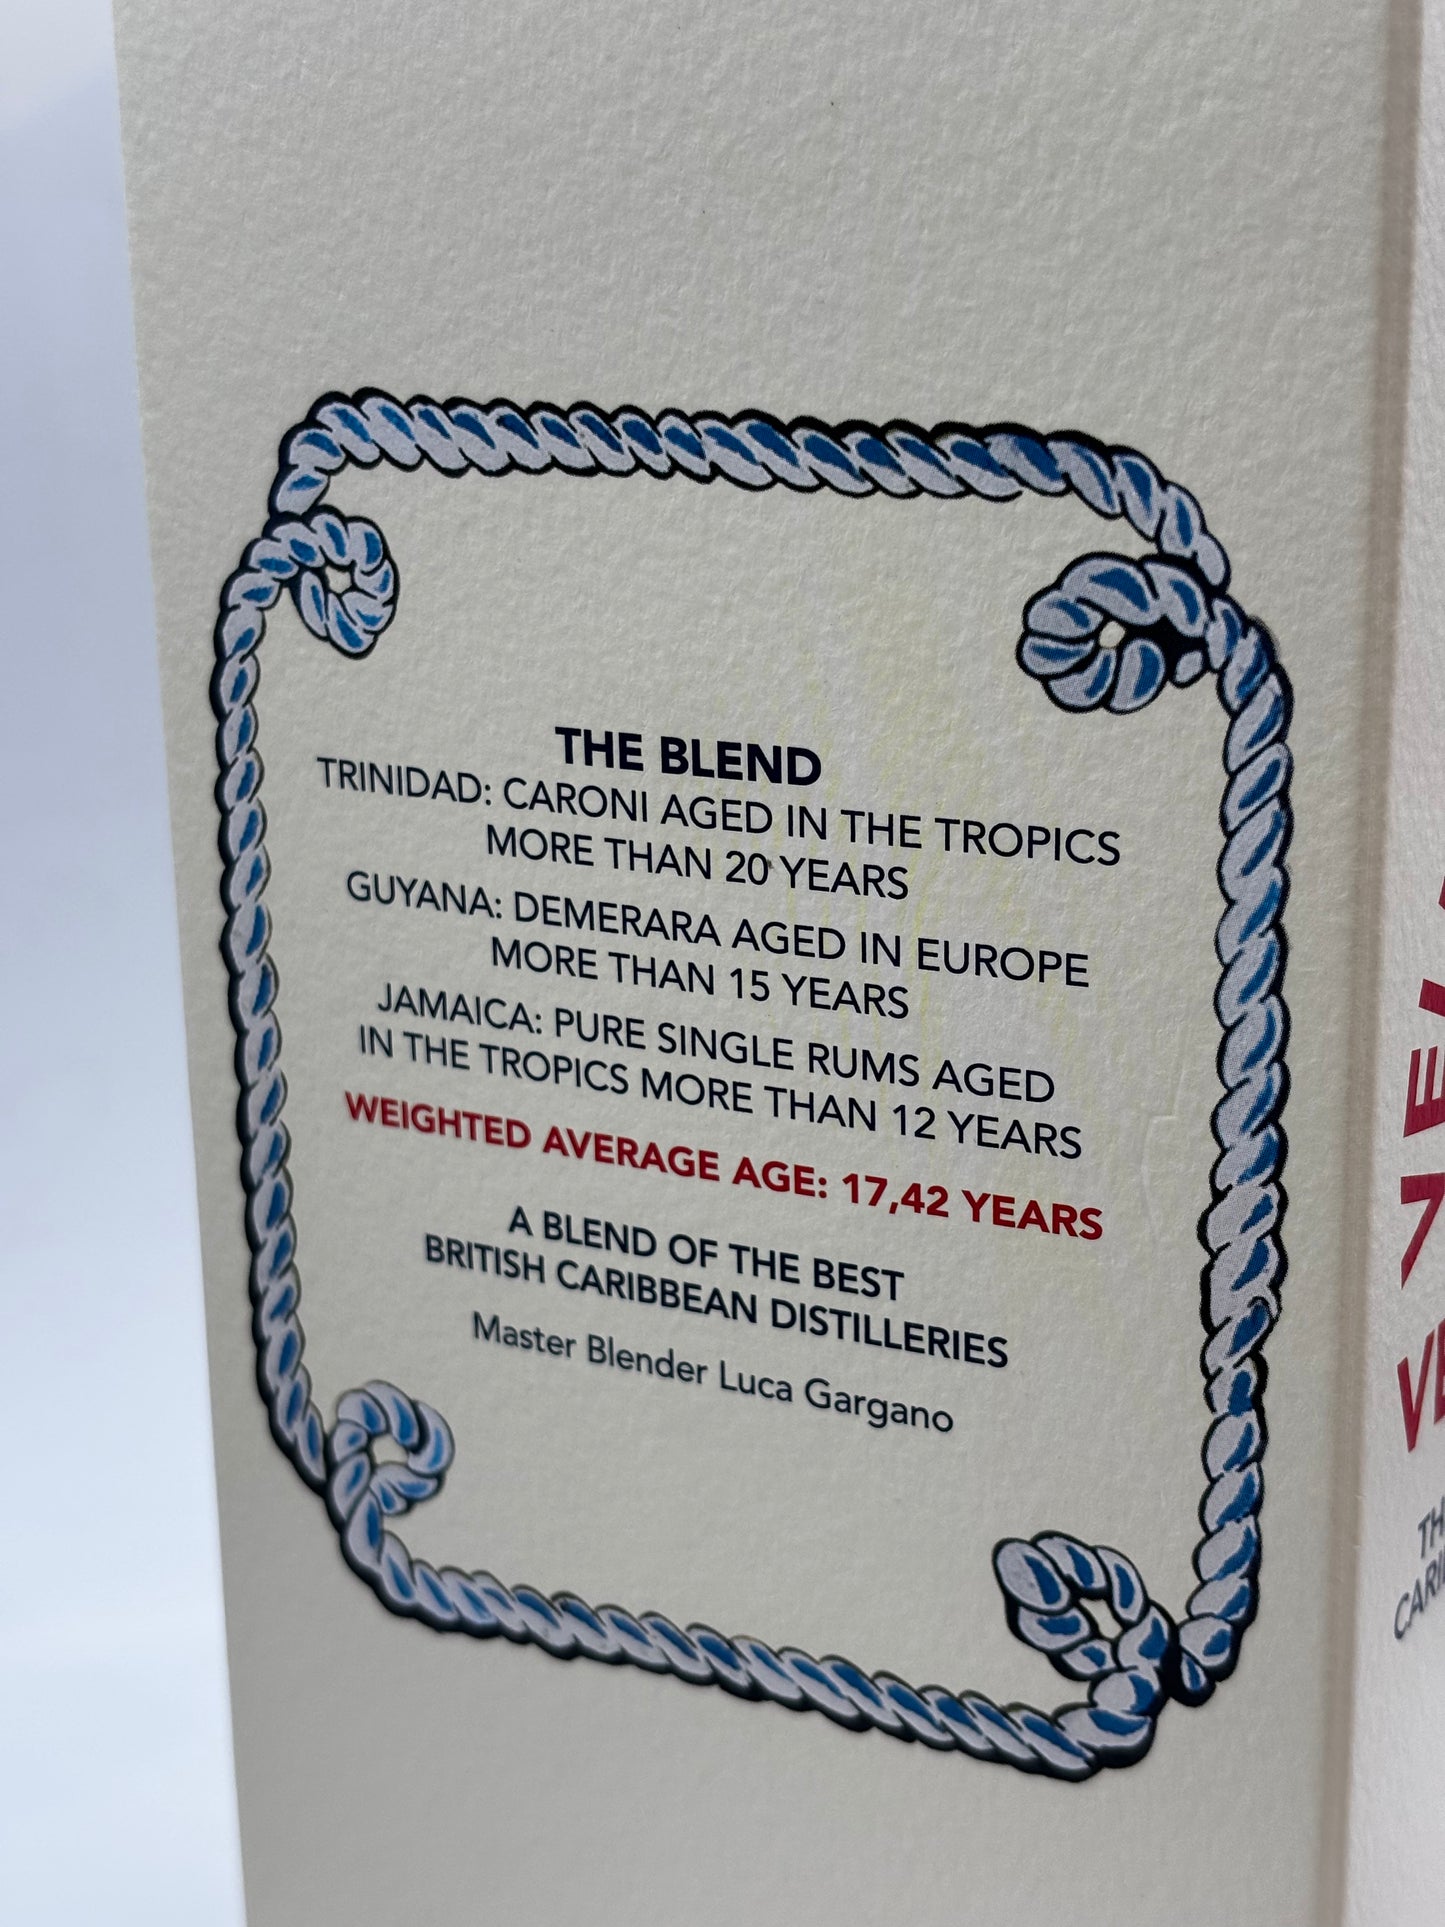 THE BLEND
TRINIDAD: CARONI AGED IN THE TROPICS
MORE THAN 20 YEARS
GUYANA: DEMERARA AGED IN EUROPE
MORE THAN 15 YEARS
JAMAICA: PURE SINGLE RUMS AGED
IN THE TROPICS MORE THAN 12 YEARS
WEIGHTED AVERAGE AGE: 17,42 YEARS
A BLEND OF THE BEST
BRITISH CARIBBEAN DISTILLERIES
Master Blender Luca Gargano